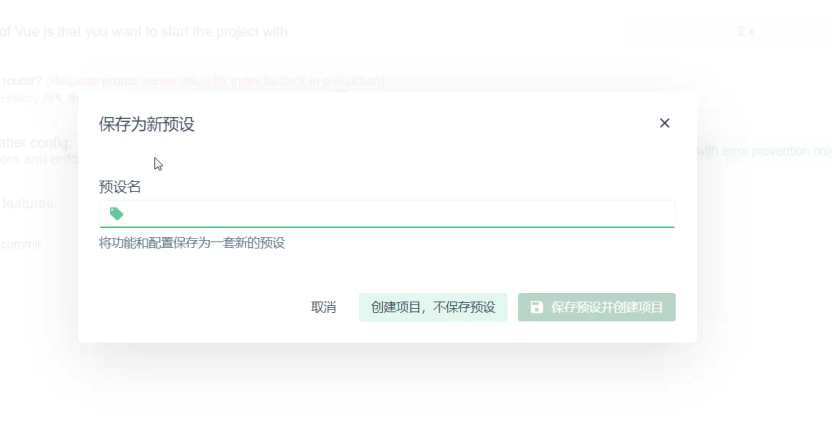 of Vue.js that you want to start the project with
router? (Requires proper server setup for index fallback in production)
History API, th
保存为新预设
atter config:
with error prevention only
ors and enfo
预设名
features:
将功能和配置保存为一套新的预设
commit
取消
创建项目，不保存预设
保存预设并创建项目